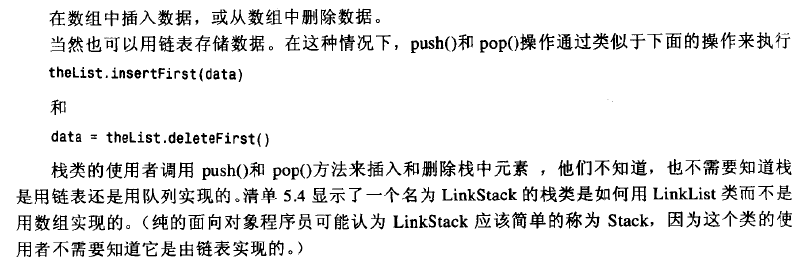 在数组中插入数据，或从数组中删除数据。
当然也可以用链表存储数据。在这种情况下，push()和 pop()操作通过类似于下面的操作来执行
theList.insertFirst(data)
和
data = theList.deleteFirst()
栈类的使用者调用 push()和 pop()方法来插入和删除栈中元素 ，他们不知道，也不需要知道栈
是用链表还是用队列实现的。清单 5.4 显示了一个名为 LinkStack 的栈类是如何用 LinkList 类而不是
用数组实现的。（纯的面向对象程序员可能认为 LinkStack 应该简单的称为 Stack，因为这个类的使
用者不需要知道它是由链表实现的。）